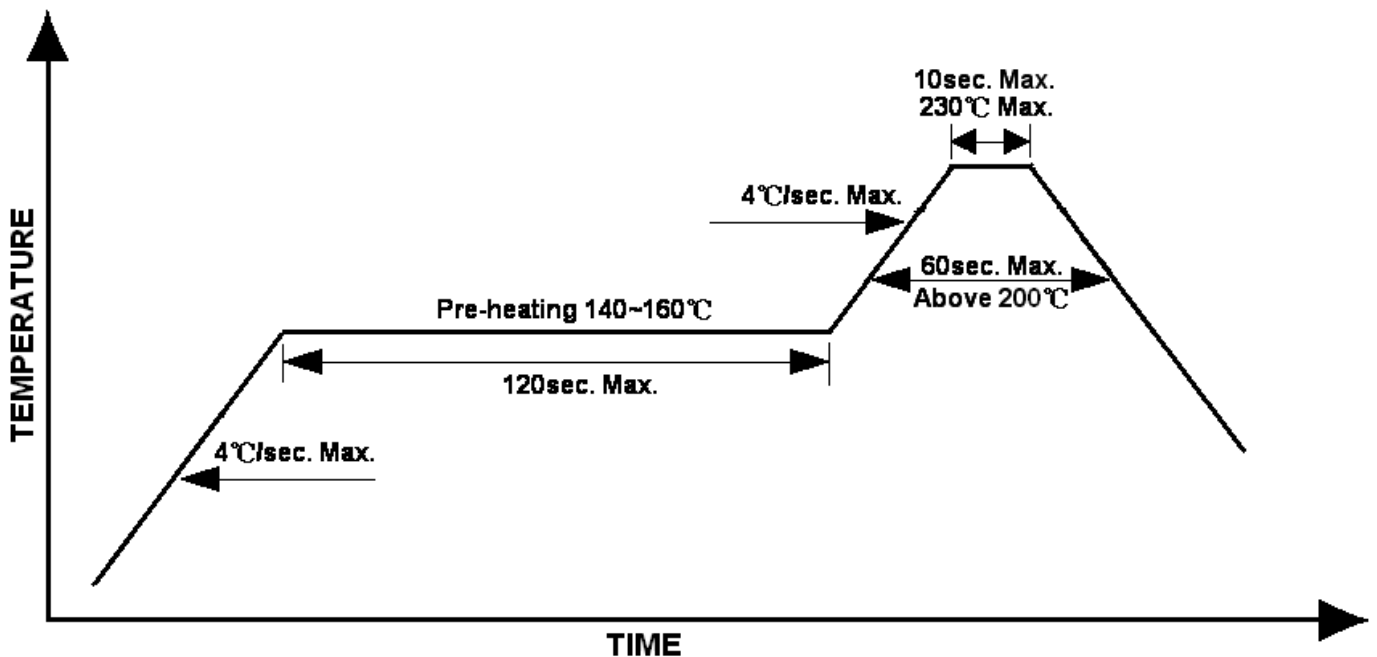 10sec. Max.
230℃ Max.
4℃/sec. Max.
60sec. Max.
Above 200℃
Pre-heating 140~160℃
120sec. Max.
4℃/sec. Max.
TEMPERATURE
TIME